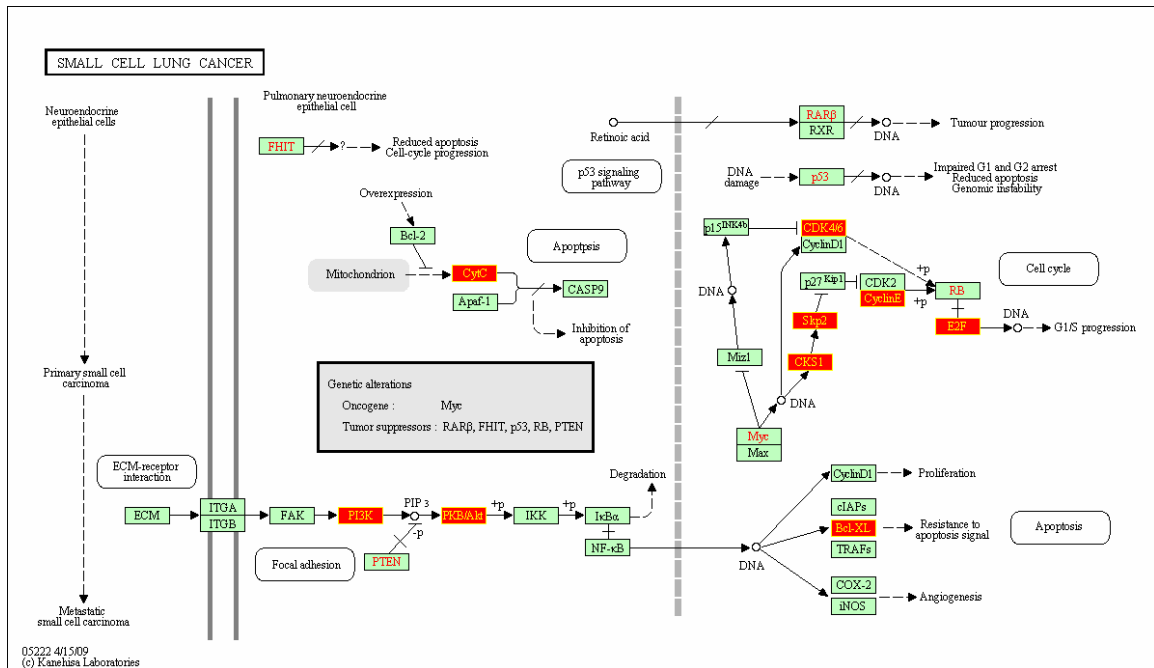 SMALL CELL LUNG CANCER
Neuroendocrine
epithelial cells
Pulmonary neuroendocrine
epithelial cell
FHIT
?
Reduced apoptosis
Cell-cycle progression
Retinoic acid
RARβ
RXR
DNA
Tumour progression
p53 signaling
pathway
DNA
damage
p53
DNA
Impaired G1 and G2 arrest
Reduced apoptosis
Genomic instability
Overexpression
Bcl-2
Apoptpsis
Mitochondrion
CytC
Apaf-1
CASP9
Inhibition of
apoptosis
p15INK4b
CDK4/6
CyclinD1
+p
Cell cycle
DNA
p27Kip1
CDK2
CyclinE
+p
RB
Skp2
E2F
DNA
G1/S progression
Miz1
CKS1
DNA
Myc
Max
Primary small cell
carcinoma
Genetic alterations
Oncogene : Myc
Tumor suppressors : RARβ, FHIT, p53, RB, PTEN
ECM-receptor
interaction
Degradation
CyclinD1
Proliferation
ECM
ITGA
ITGB
FAK
PI3K
PIP3
-p
PKB/Akt
+p
IKK
+p
IκBα
NF-κB
PTEN
Focal adhesion
DNA
cIAPs
Bcl-XL
TRAFs
Resistance to
apoptosis signal
Apoptosis
COX-2
iNOS
Angiogenesis
Metastatic
small cell carcinoma
05222 4/15/09
(c) Kanehisa Laboratories